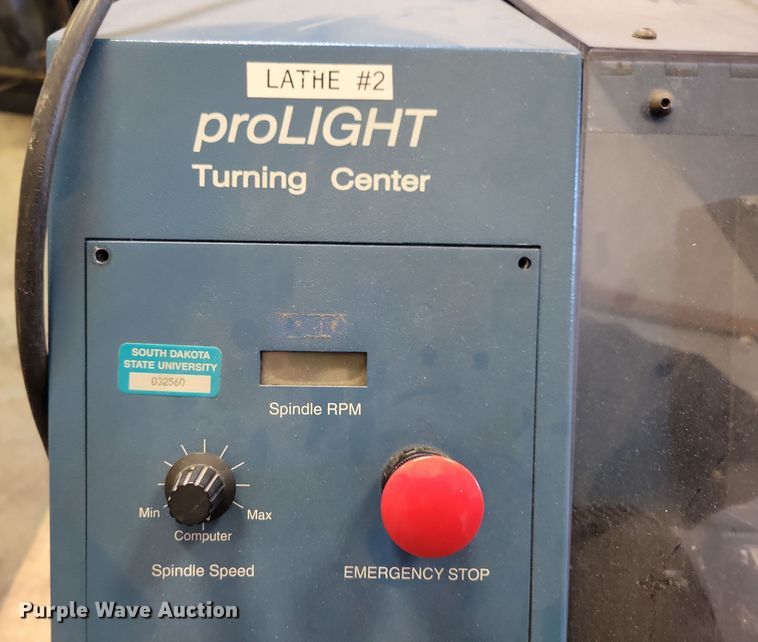 LATHE #2
proLIGHT
Turning Center
SOUTH DAKOTA
STATE UNIVERSITY
032560
Spindle RPM
Min
Max
Computer
Spindle Speed
EMERGENCY STOP
Purple Wave Auction